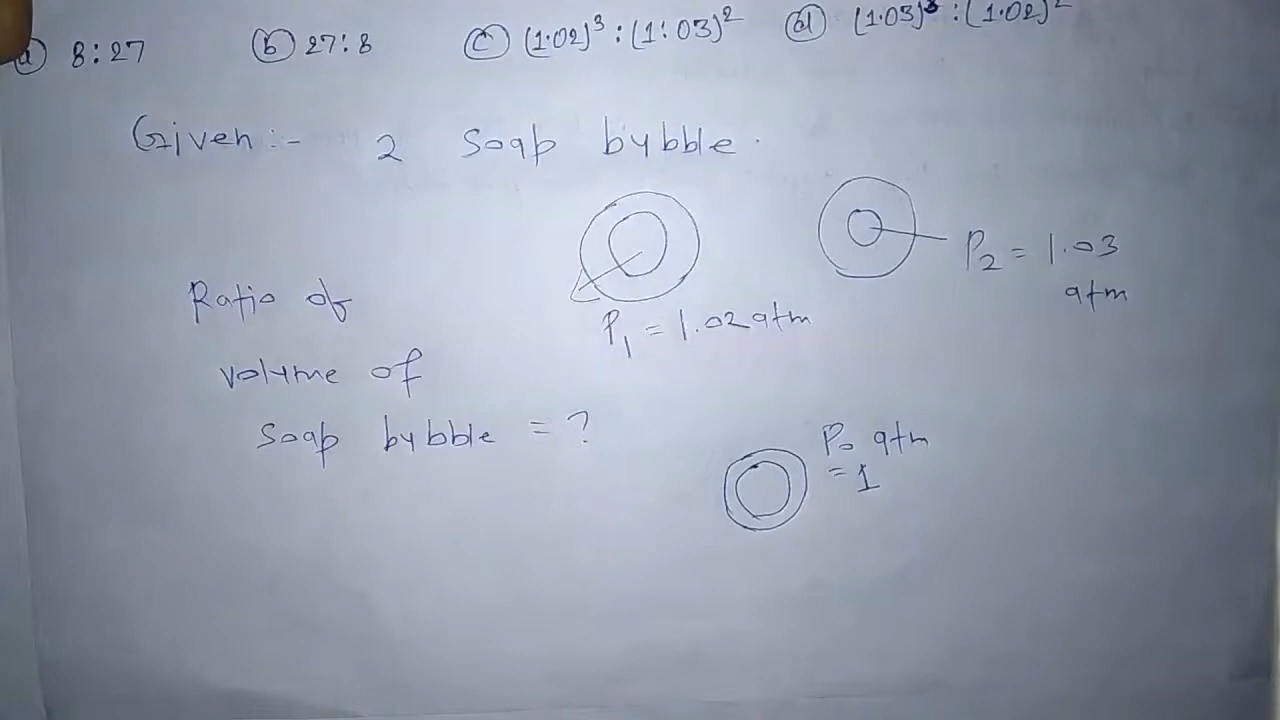 (a) 8:27 (b) 27:8 (c) (1.02)³ : (1:03)² (d) (1.03)³ : (1.02)²
Given :- 2 soap bubble.
P₂ = 1.03
atm
Ratio of
P₁ = 1.02 atm
volume of
soap bubble = ?
P₀ atm
= 1